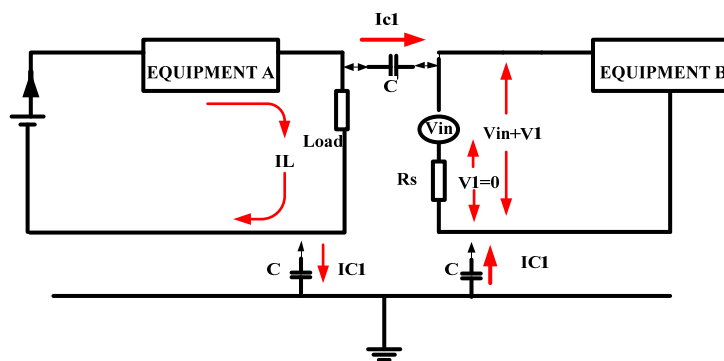 Ic1
EQUIPMENT A
C
EQUIPMENT B
Vin
Vin+V1
Load
IL
Rs
V1=0
C
IC1
C
IC1